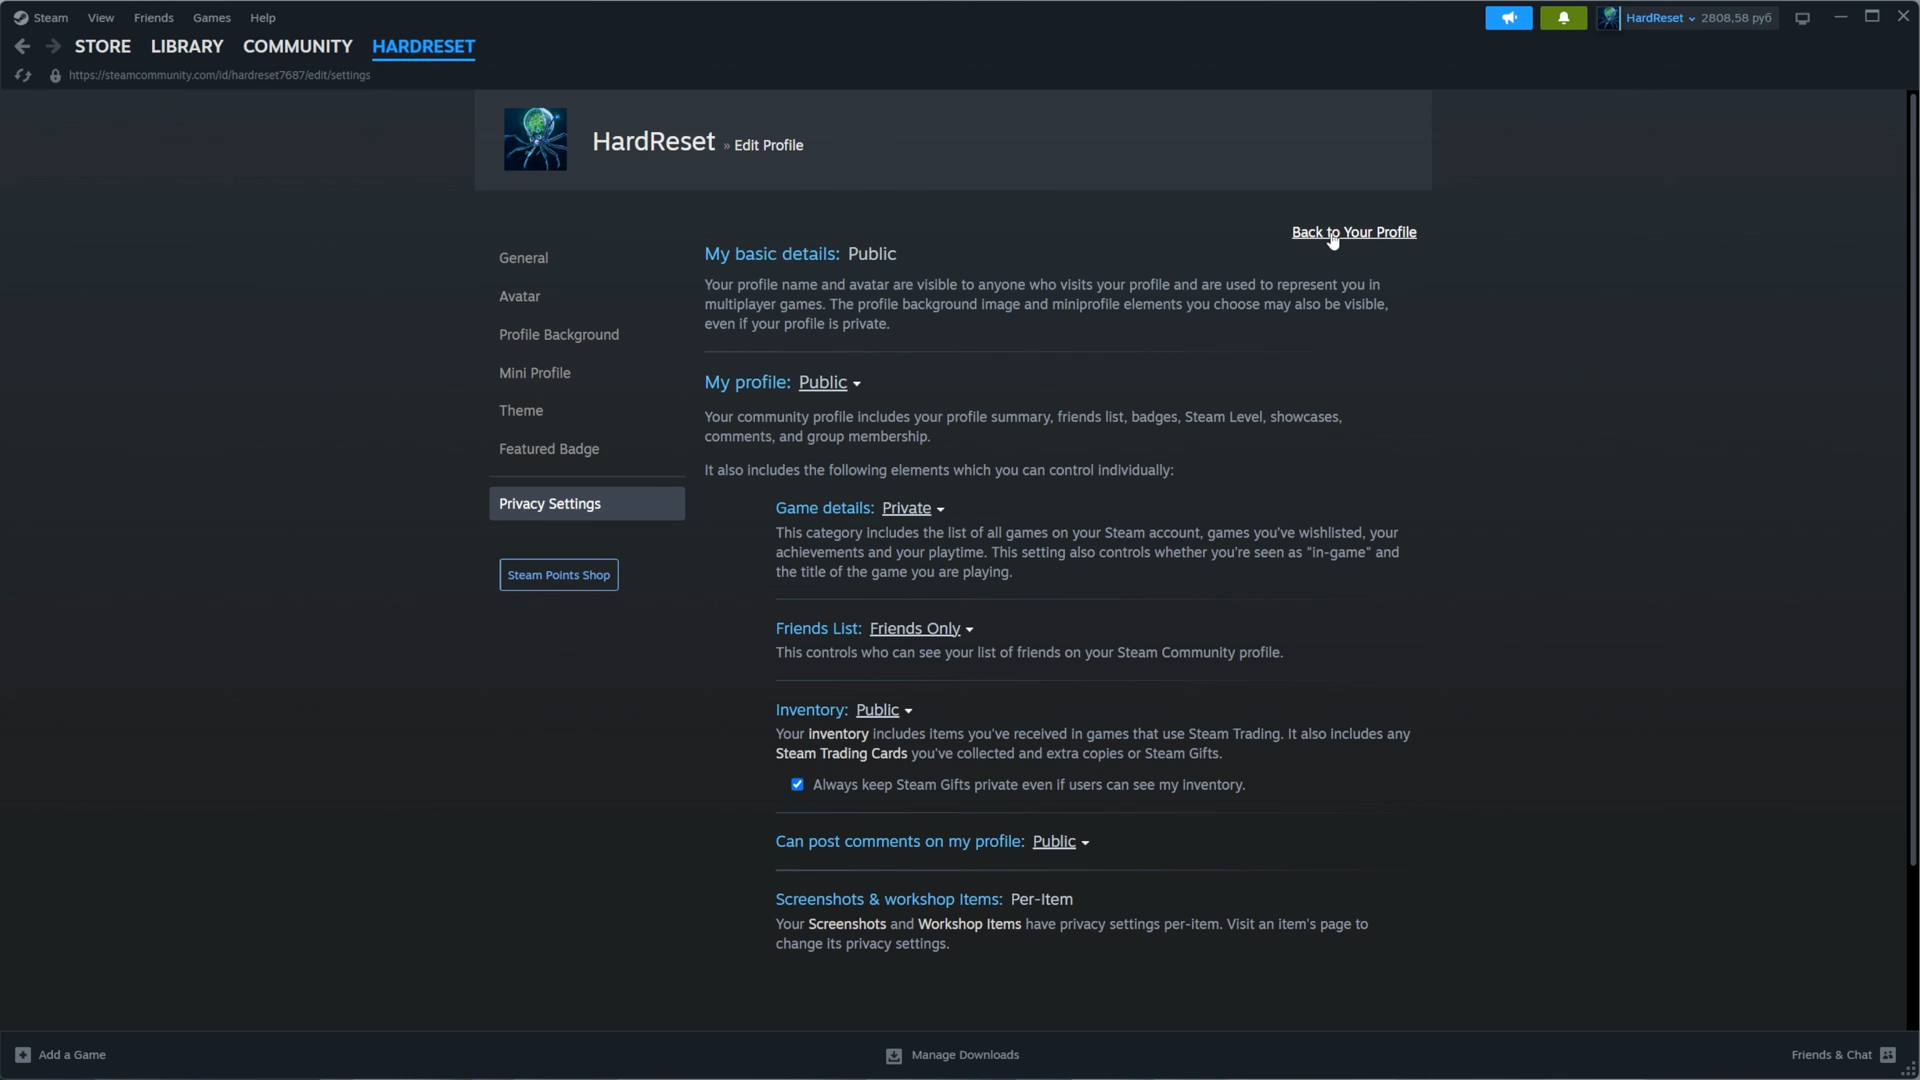 Steam View Friends Games Help
HardReset 2808,58 руб
STORE LIBRARY COMMUNITY HARDRESET
https://steamcommunity.com/id/hardreset7687/edit/settings
HardReset » Edit Profile
Back to Your Profile
General
Avatar
Profile Background
Mini Profile
Theme
Featured Badge
Privacy Settings
Steam Points Shop
My basic details: Public
Your profile name and avatar are visible to anyone who visits your profile and are used to represent you in
multiplayer games. The profile background image and miniprofile elements you choose may also be visible,
even if your profile is private.
My profile: Public
Your community profile includes your profile summary, friends list, badges, Steam Level, showcases,
comments, and group membership.
It also includes the following elements which you can control individually:
Game details: Private
This category includes the list of all games on your Steam account, games you've wishlisted, your
achievements and your playtime. This setting also controls whether you're seen as "in-game" and
the title of the game you are playing.
Friends List: Friends Only
This controls who can see your list of friends on your Steam Community profile.
Inventory: Public
Your inventory includes items you've received in games that use Steam Trading. It also includes any
Steam Trading Cards you've collected and extra copies or Steam Gifts.
Always keep Steam Gifts private even if users can see my inventory.
Can post comments on my profile: Public
Screenshots & workshop Items: Per-Item
Your Screenshots and Workshop Items have privacy settings per-item. Visit an item's page to
change its privacy settings.
Add a Game
Manage Downloads
Friends & Chat